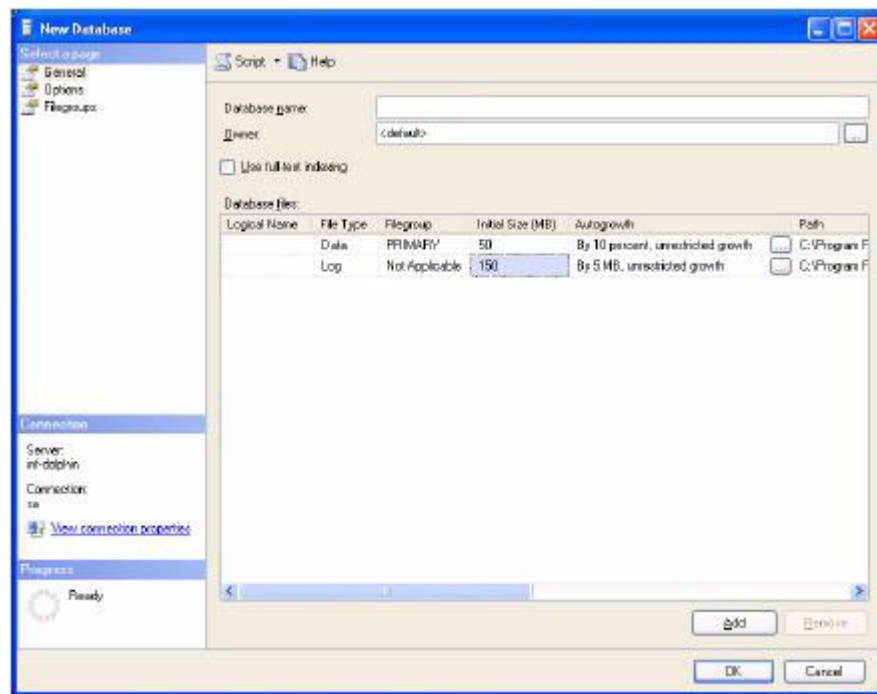 New Database
Select a page
General
Options
Filegroups
Script Help
Database name:
Owner: <default> ...
Use full-text indexing
Database files:
Logical Name File Type Filegroup Initial Size (MB) Autogrowth Path
Data PRIMARY 50 By 10 percent, unrestricted growth ... C:\Program F
Log Not Applicable 150 By 5 MB, unrestricted growth ... C:\Program F
Connection
Server:
inf-dolphin
Connection:
sa
View connection properties
Progress
Ready
Add Remove
OK Cancel